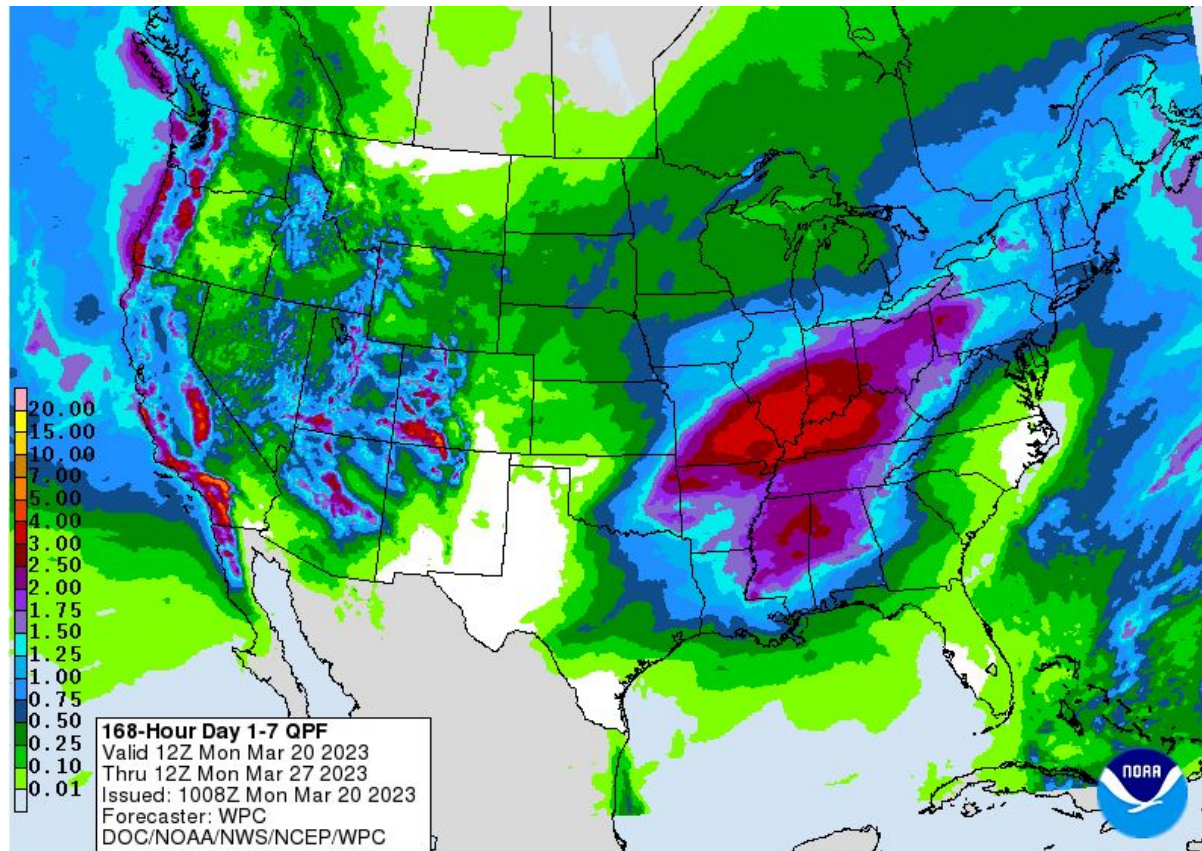 20.00
15.00
10.00
7.00
5.00
4.00
3.00
2.50
2.00
1.75
1.50
1.25
1.00
0.75
0.50
0.25
0.10
0.01
168-Hour Day 1-7 QPF
Valid 12Z Mon Mar 20 2023
Thru 12Z Mon Mar 27 2023
Issued: 1008Z Mon Mar 20 2023
Forecaster: WPC
DOC/NOAA/NWS/NCEP/WPC
NOAA